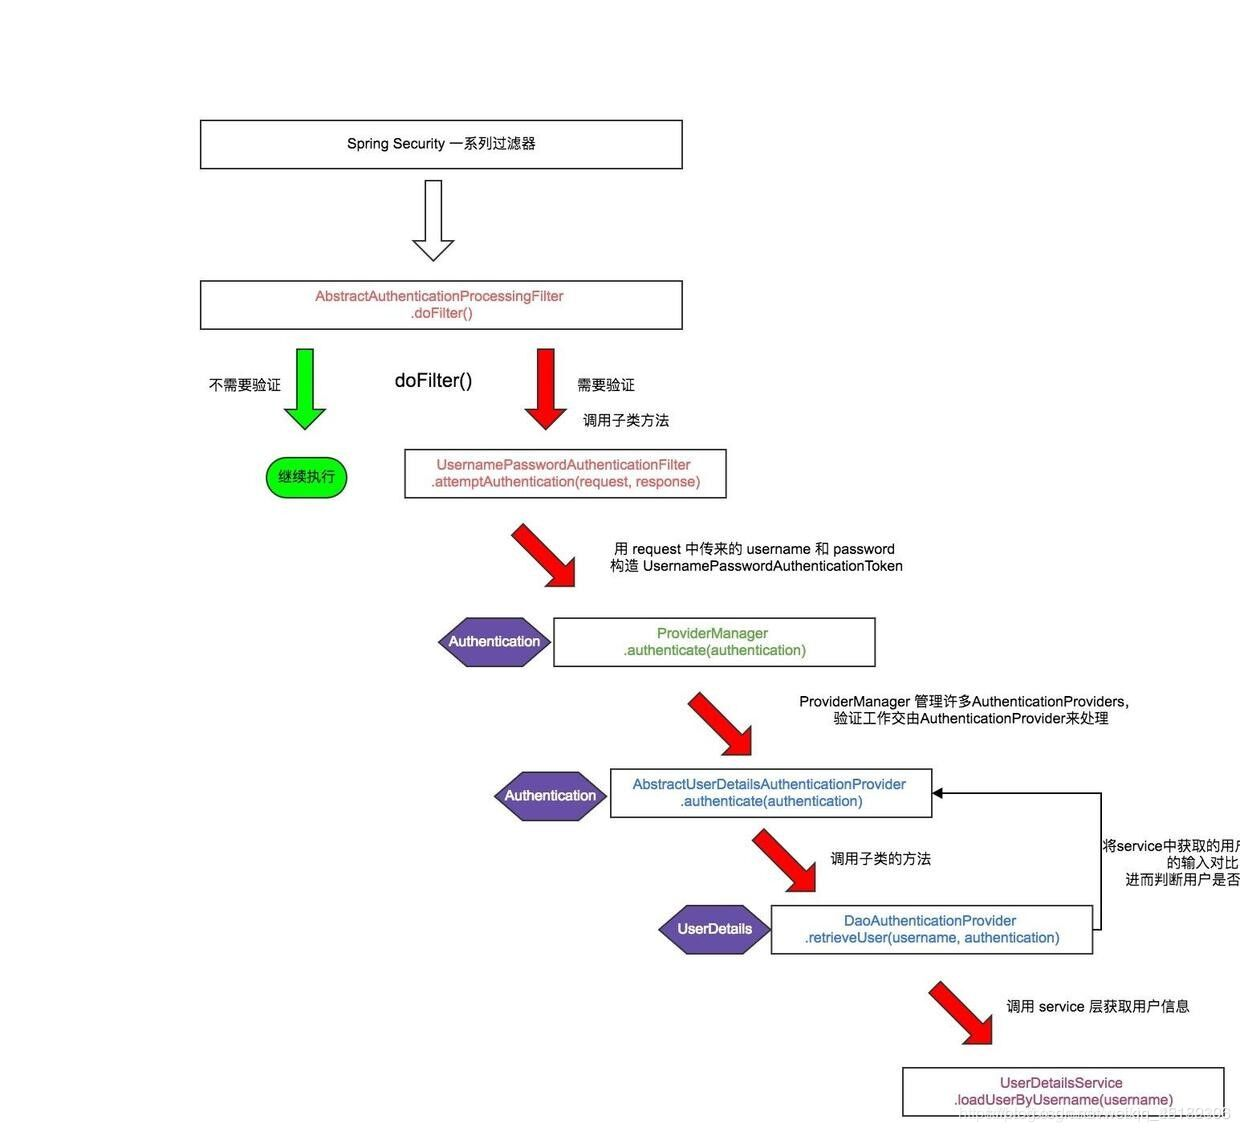 Spring Security 一系列过滤器
AbstractAuthenticationProcessingFilter
.doFilter()
不需要验证
doFilter()
需要验证
调用子类方法
继续执行
UsernamePasswordAuthenticationFilter
.attemptAuthentication(request, response)
用 request 中传来的 username 和 password
构造 UsernamePasswordAuthenticationToken
Authentication
ProviderManager
.authenticate(authentication)
ProviderManager 管理许多AuthenticationProviders,
验证工作交由AuthenticationProvider来处理
Authentication
AbstractUserDetailsAuthenticationProvider
.authenticate(authentication)
调用子类的方法
将service中获取的用
的输入对比
进而判断用户是否
UserDetails
DaoAuthenticationProvider
.retrieveUser(username, authentication)
调用 service 层获取用户信息
UserDetailsService
.loadUserByUsername(username)